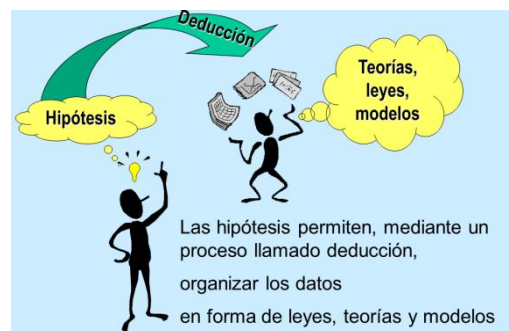 Deducción
Hipótesis
Teorías,
leyes,
modelos
Las hipótesis permiten, mediante un
proceso llamado deducción,
organizar los datos
en forma de leyes, teorías y modelos